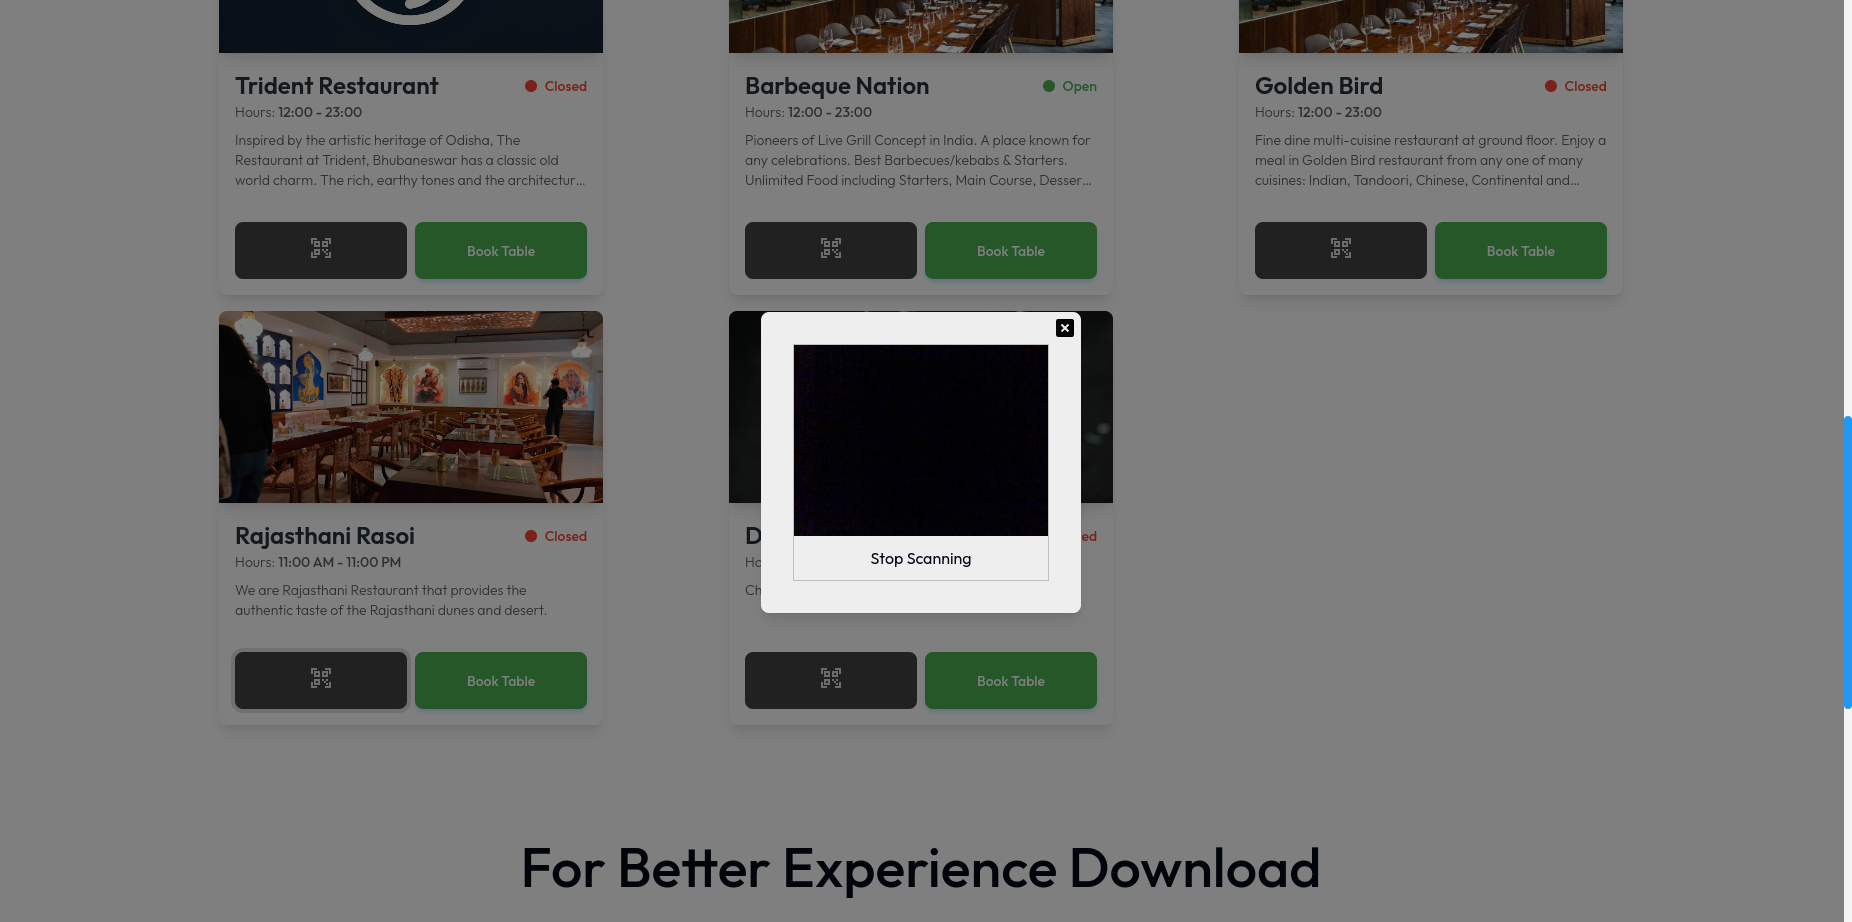 Trident Restaurant
Closed
Hours: 12:00 - 23:00
Inspired by the artistic heritage of Odisha, The
Restaurant at Trident, Bhubaneswar has a classic old
world charm. The rich, earthy tones and the architectur...
Book Table
Barbeque Nation
Open
Hours: 12:00 - 23:00
Pioneers of Live Grill Concept in India. A place known for
any celebrations. Best Barbecues/kebabs & Starters.
Unlimited Food including Starters, Main Course, Desser...
Book Table
Golden Bird
Closed
Hours: 12:00 - 23:00
Fine dine multi-cuisine restaurant at ground floor. Enjoy a
meal in Golden Bird restaurant from any one of many
cuisines: Indian, Tandoori, Chinese, Continental and...
Book Table
Rajasthani Rasoi
Closed
Hours: 11:00 AM - 11:00 PM
We are Rajasthani Restaurant that provides the
authentic taste of the Rajasthani dunes and desert.
Book Table
Stop Scanning
Book Table
For Better Experience Download